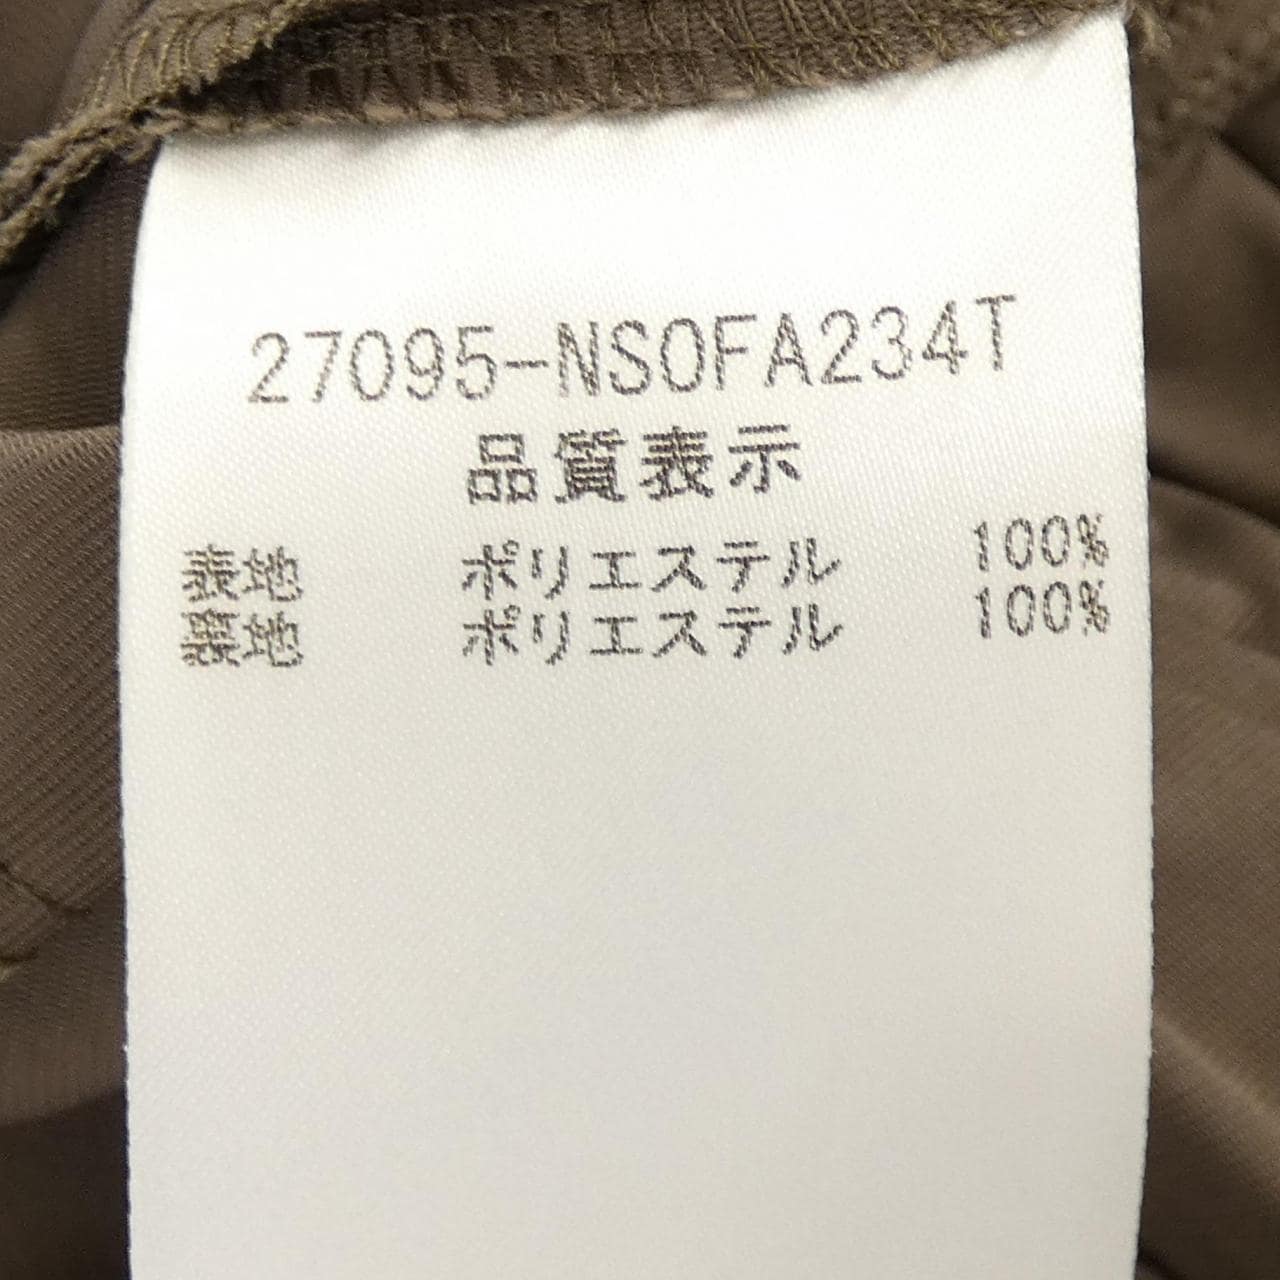 27095-NSOFA234T
品質表示
表地 ポリエステル 100%
裏地 ポリエステル 100%